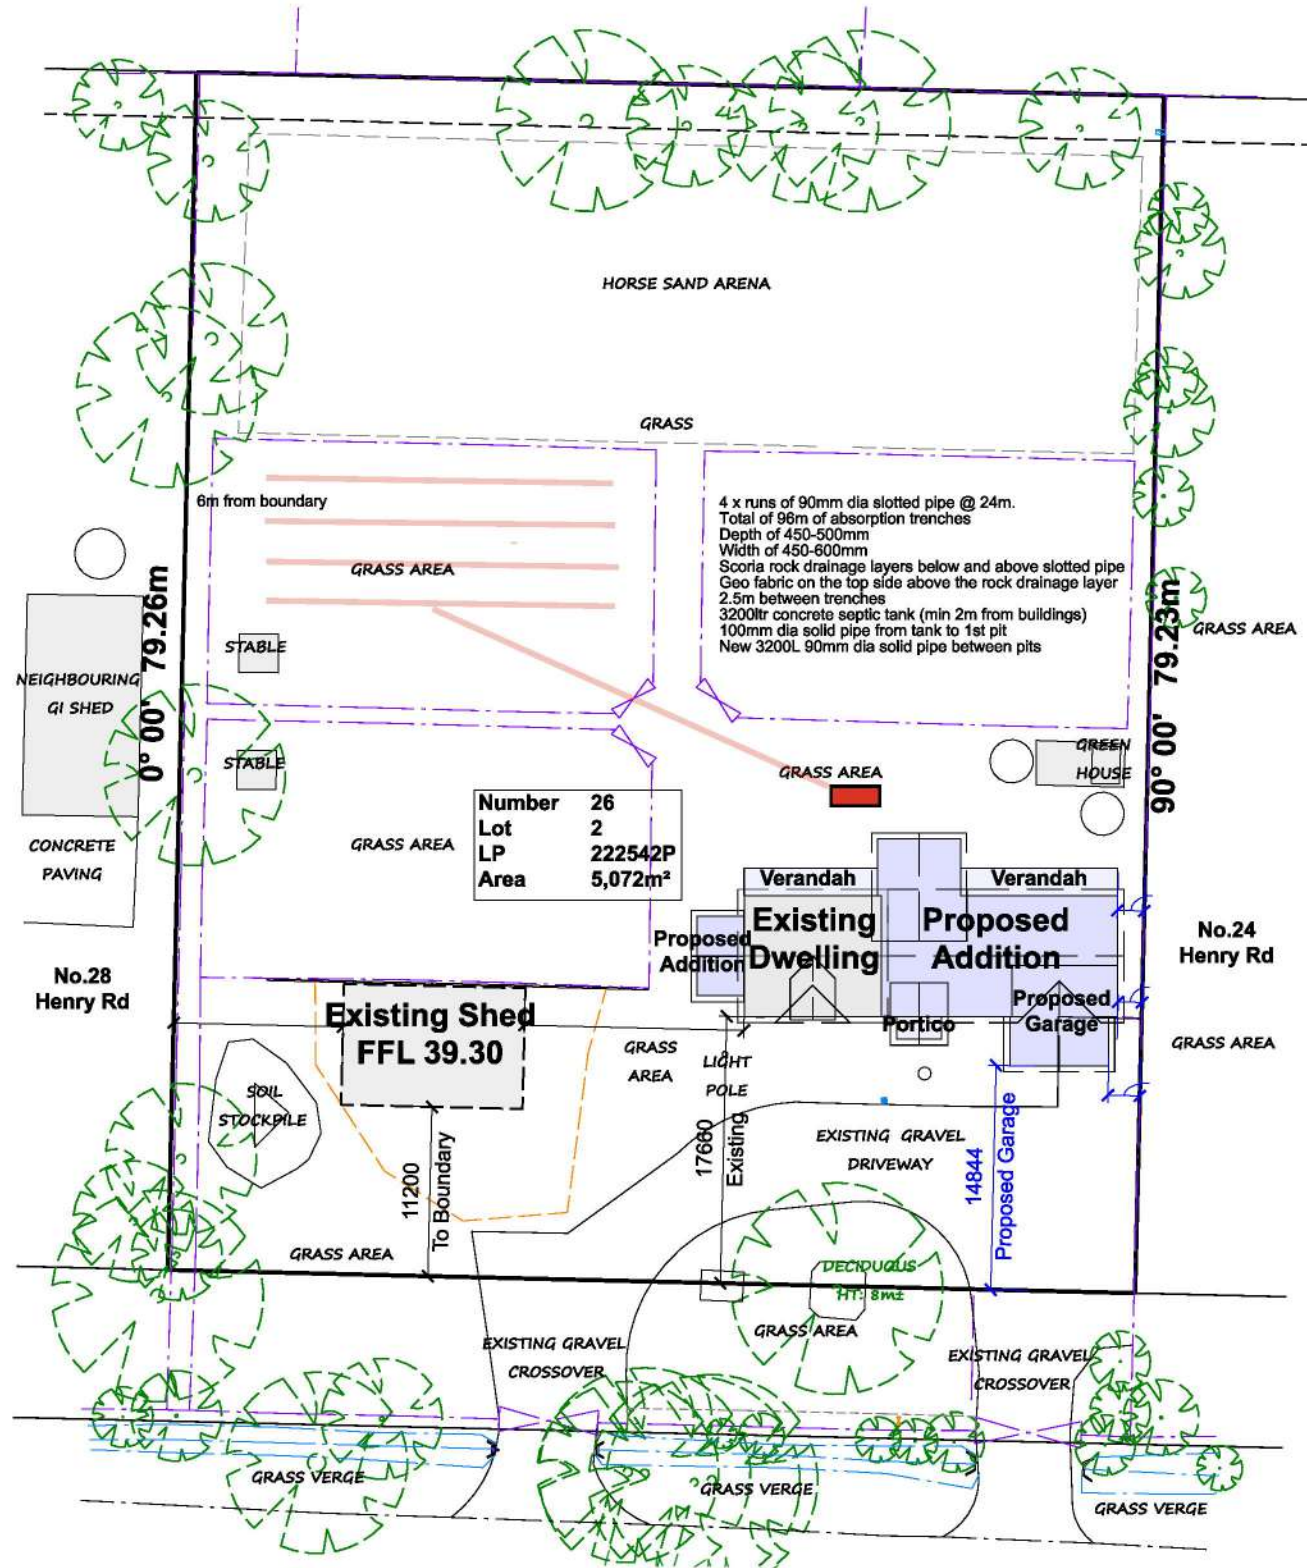 HORSE SAND ARENA
GRASS
6m from boundary
4 x runs of 90mm dia slotted pipe @ 24m.
Total of 96m of absorption trenches
Depth of 450-500mm
Width of 450-600mm
Scoria rock drainage layers below and above slotted pipe
Geo fabric on the top side above the rock drainage layer
2.5m between trenches
3200ltr concrete septic tank (min 2m from buildings)
100mm dia solid pipe from tank to 1st pit
New 3200L 90mm dia solid pipe between pits
GRASS AREA
0° 00' 79.26m
90° 00' 79.23m
GRASS AREA
STABLE
NEIGHBOURING
GI SHED
STABLE
GRASS AREA
GREEN
HOUSE
Number 26
Lot 2
LP 222542P
Area 5,072m²
GRASS AREA
CONCRETE
PAVING
Verandah
Verandah
Existing
Dwelling
Proposed
Addition
Proposed
Addition
No.24
Henry Rd
No.28
Henry Rd
Proposed
Garage
Portico
Existing Shed
FFL 39.30
GRASS
AREA
LIGHT
POLE
GRASS AREA
SOIL
STOCKPILE
EXISTING GRAVEL
DRIVEWAY
11200
To Boundary
17660
Existing
14844
Proposed Garage
GRASS AREA
DECIDUOUS
HT: 8m±
GRASS AREA
EXISTING GRAVEL
CROSSOVER
EXISTING GRAVEL
CROSSOVER
GRASS VERGE
GRASS VERGE
GRASS VERGE